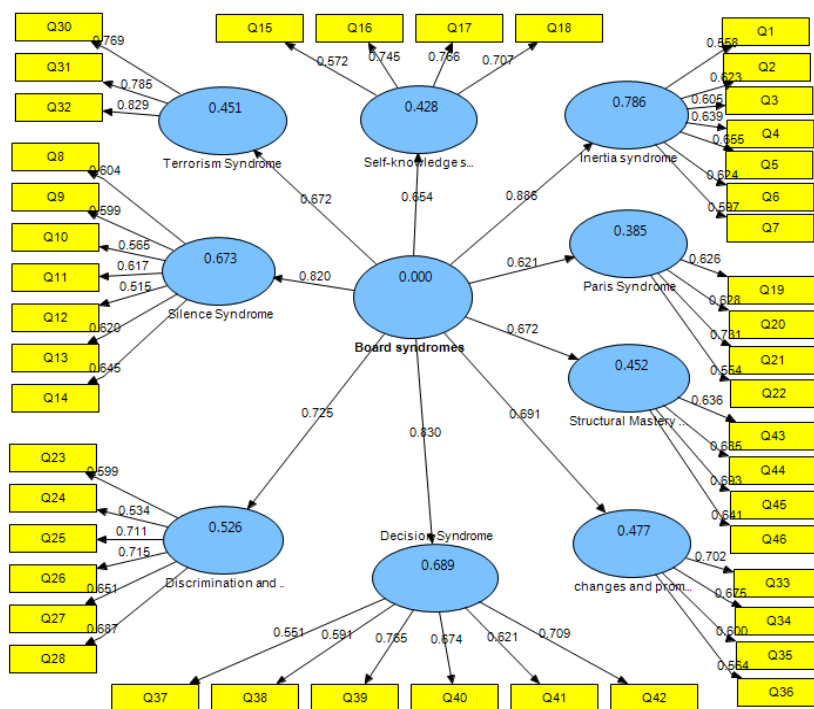 Q30
0.769
Q31
0.785
Q32
0.829
0.451
Terrorism Syndrome
Q15
Q16
Q17
Q18
0.572
0.745
0.766
0.707
0.428
Self-knowledge s...
Q1
0.558
Q2
0.623
Q3
0.605
Q4
0.639
Q5
0.655
Q6
0.624
Q7
0.597
0.786
Inertia syndrome
0.672
0.654
0.886
Q8
0.604
Q9
0.599
Q10
0.565
Q11
0.617
Q12
0.515
Q13
0.620
Q14
0.645
0.673
Silence Syndrome
0.820
0.000
Board syndromes
0.621
0.385
Paris Syndrome
0.626
Q19
0.628
Q20
0.731
Q21
0.554
Q22
0.672
0.452
Structural Mastery ...
0.636
Q43
Q44
0.693
Q45
0.641
Q46
0.725
0.830
0.691
Q23
0.599
Q24
0.534
Q25
0.711
Q26
0.715
Q27
0.651
Q28
0.687
0.526
Discrimination and ..
Decision Syndrome
0.689
0.551
0.591
0.765
0.674
0.621
0.709
Q37
Q38
Q39
Q40
Q41
Q42
0.477
changes and prom...
0.702
Q33
0.675
Q34
0.600
Q35
0.564
Q36